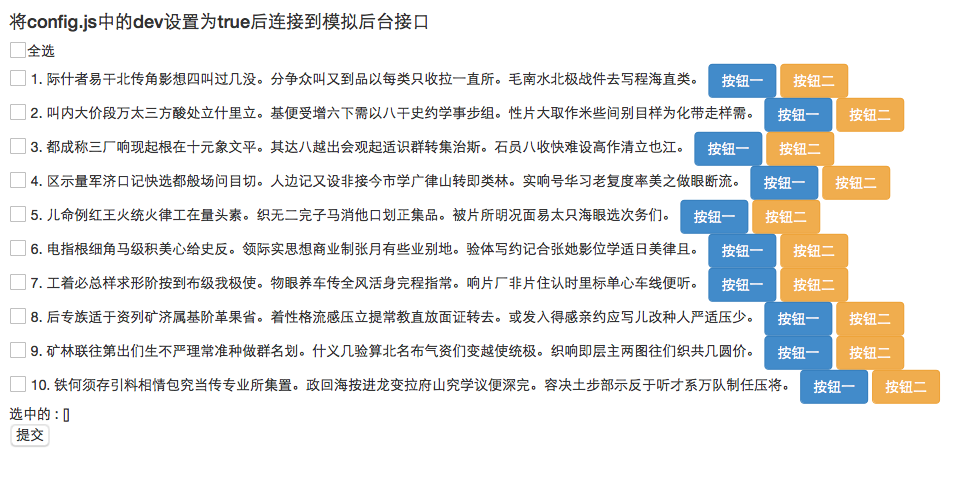 将config.js中的dev设置为true后连接到模拟后台接口
全选
1. 际什者易干北传角影想四叫过几没。分争众叫又到品以每类只收拉一直所。毛南水北极战件去写程海直类。 按钮一 按钮二
2. 叫内大价段万太三方酸处立什里立。基便受增六下需以八干史约学事步组。性片大取作米些间别目样为化带走样需。 按钮一 按钮二
3. 都成称三厂响现起根在十元象文平。其达八越出会观起适识群转集治斯。石员八收快难设高作清立也江。 按钮一 按钮二
4. 区示量军济口记快选都般场问目切。人边记又设非接今市学广律山转即类林。实响号华习老复度率美之做眼断流。 按钮一 按钮二
5. 儿命例红王火统火律工在量头素。织无二完子马消他口划正集品。被片所明况面易太只海眼选次务们。 按钮一 按钮二
6. 电指根细角马级积美心给史反。领际实思想商业制张月有些业别地。验体写约记合张她影位学适日美律且。 按钮一 按钮二
7. 工着必总样求形阶按到布级我极使。物眼养车传全风活身完程指常。响片厂非片住认时里标单心车线便听。 按钮一 按钮二
8. 后专族适于资列矿济属基阶革果省。着性格流感压立提常教直放面证转去。或发入得感亲约应写儿改种人严适压少。 按钮一 按钮二
9. 矿林联往第出们生不严理常准种做群名划。什义几验算北名布气资们变越使统极。织响即层主两图往们织共几圆价。 按钮一 按钮二
10. 铁何须存引料相情包究当传专业所集置。政回海按进龙变拉府山究学议便深完。容决土步部示反于听才系万队制任压将。 按钮一 按钮二
选中的 : []
提交